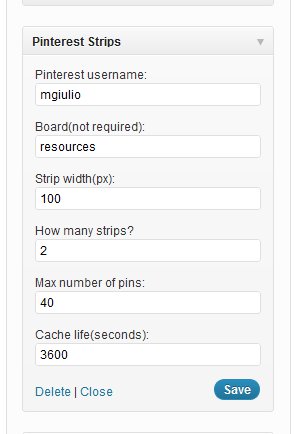 Pinterest Strips
Pinterest username:
mgiulio
Board(not required):
resources
Strip width(px):
100
How many strips?
2
Max number of pins:
40
Cache life(seconds):
3600
Delete | Close Save